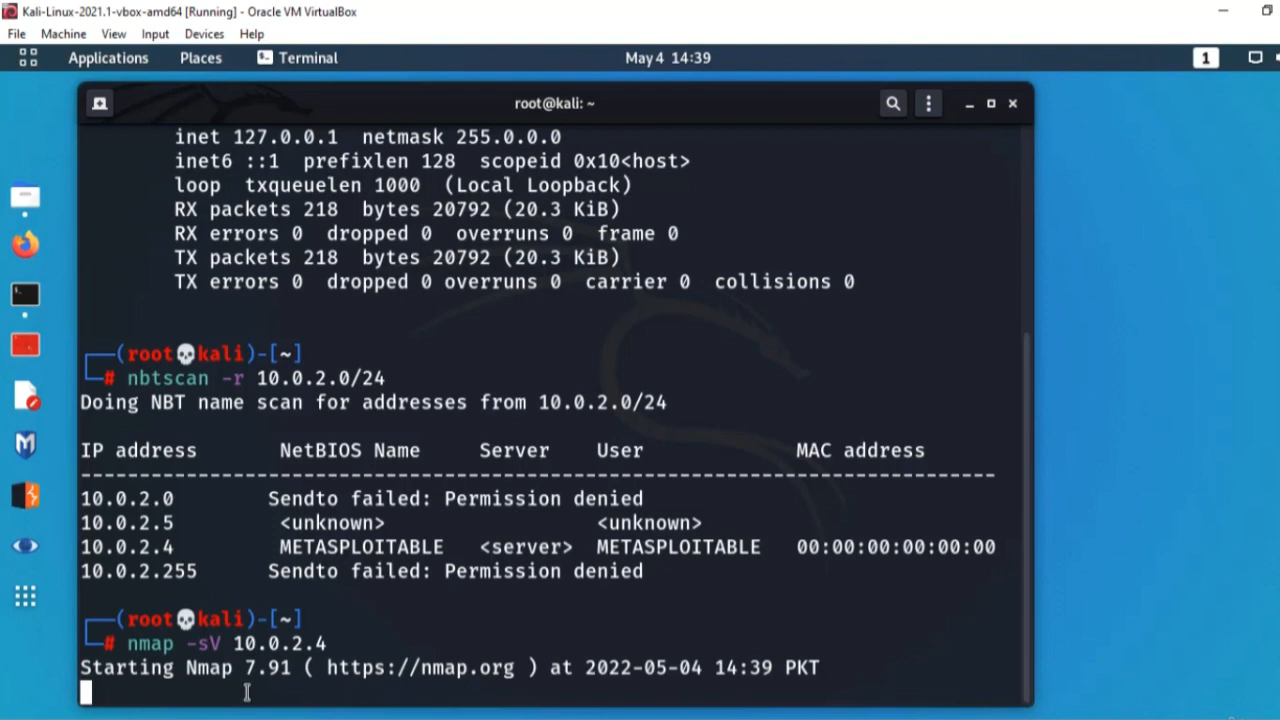 Kali-Linux-2021.1-vbox-amd64 [Running] - Oracle VM VirtualBox
File Machine View Input Devices Help
Applications Places Terminal May 4 14:39 1
root@kali: ~
inet 127.0.0.1 netmask 255.0.0.0
inet6 ::1 prefixlen 128 scopeid 0x10<host>
loop txqueuelen 1000 (Local Loopback)
RX packets 218 bytes 20792 (20.3 KiB)
RX errors 0 dropped 0 overruns 0 frame 0
TX packets 218 bytes 20792 (20.3 KiB)
TX errors 0 dropped 0 overruns 0 carrier 0 collisions 0
┌──(root💀kali)-[~]
└─# nbtscan -r 10.0.2.0/24
Doing NBT name scan for addresses from 10.0.2.0/24
IP address NetBIOS Name Server User MAC address
------------------------------------------------------------------------------
10.0.2.0 Sendto failed: Permission denied
10.0.2.5 <unknown> <unknown>
10.0.2.4 METASPLOITABLE <server> METASPLOITABLE 00:00:00:00:00:00
10.0.2.255 Sendto failed: Permission denied
┌──(root💀kali)-[~]
└─# nmap -sV 10.0.2.4
Starting Nmap 7.91 ( https://nmap.org ) at 2022-05-04 14:39 PKT